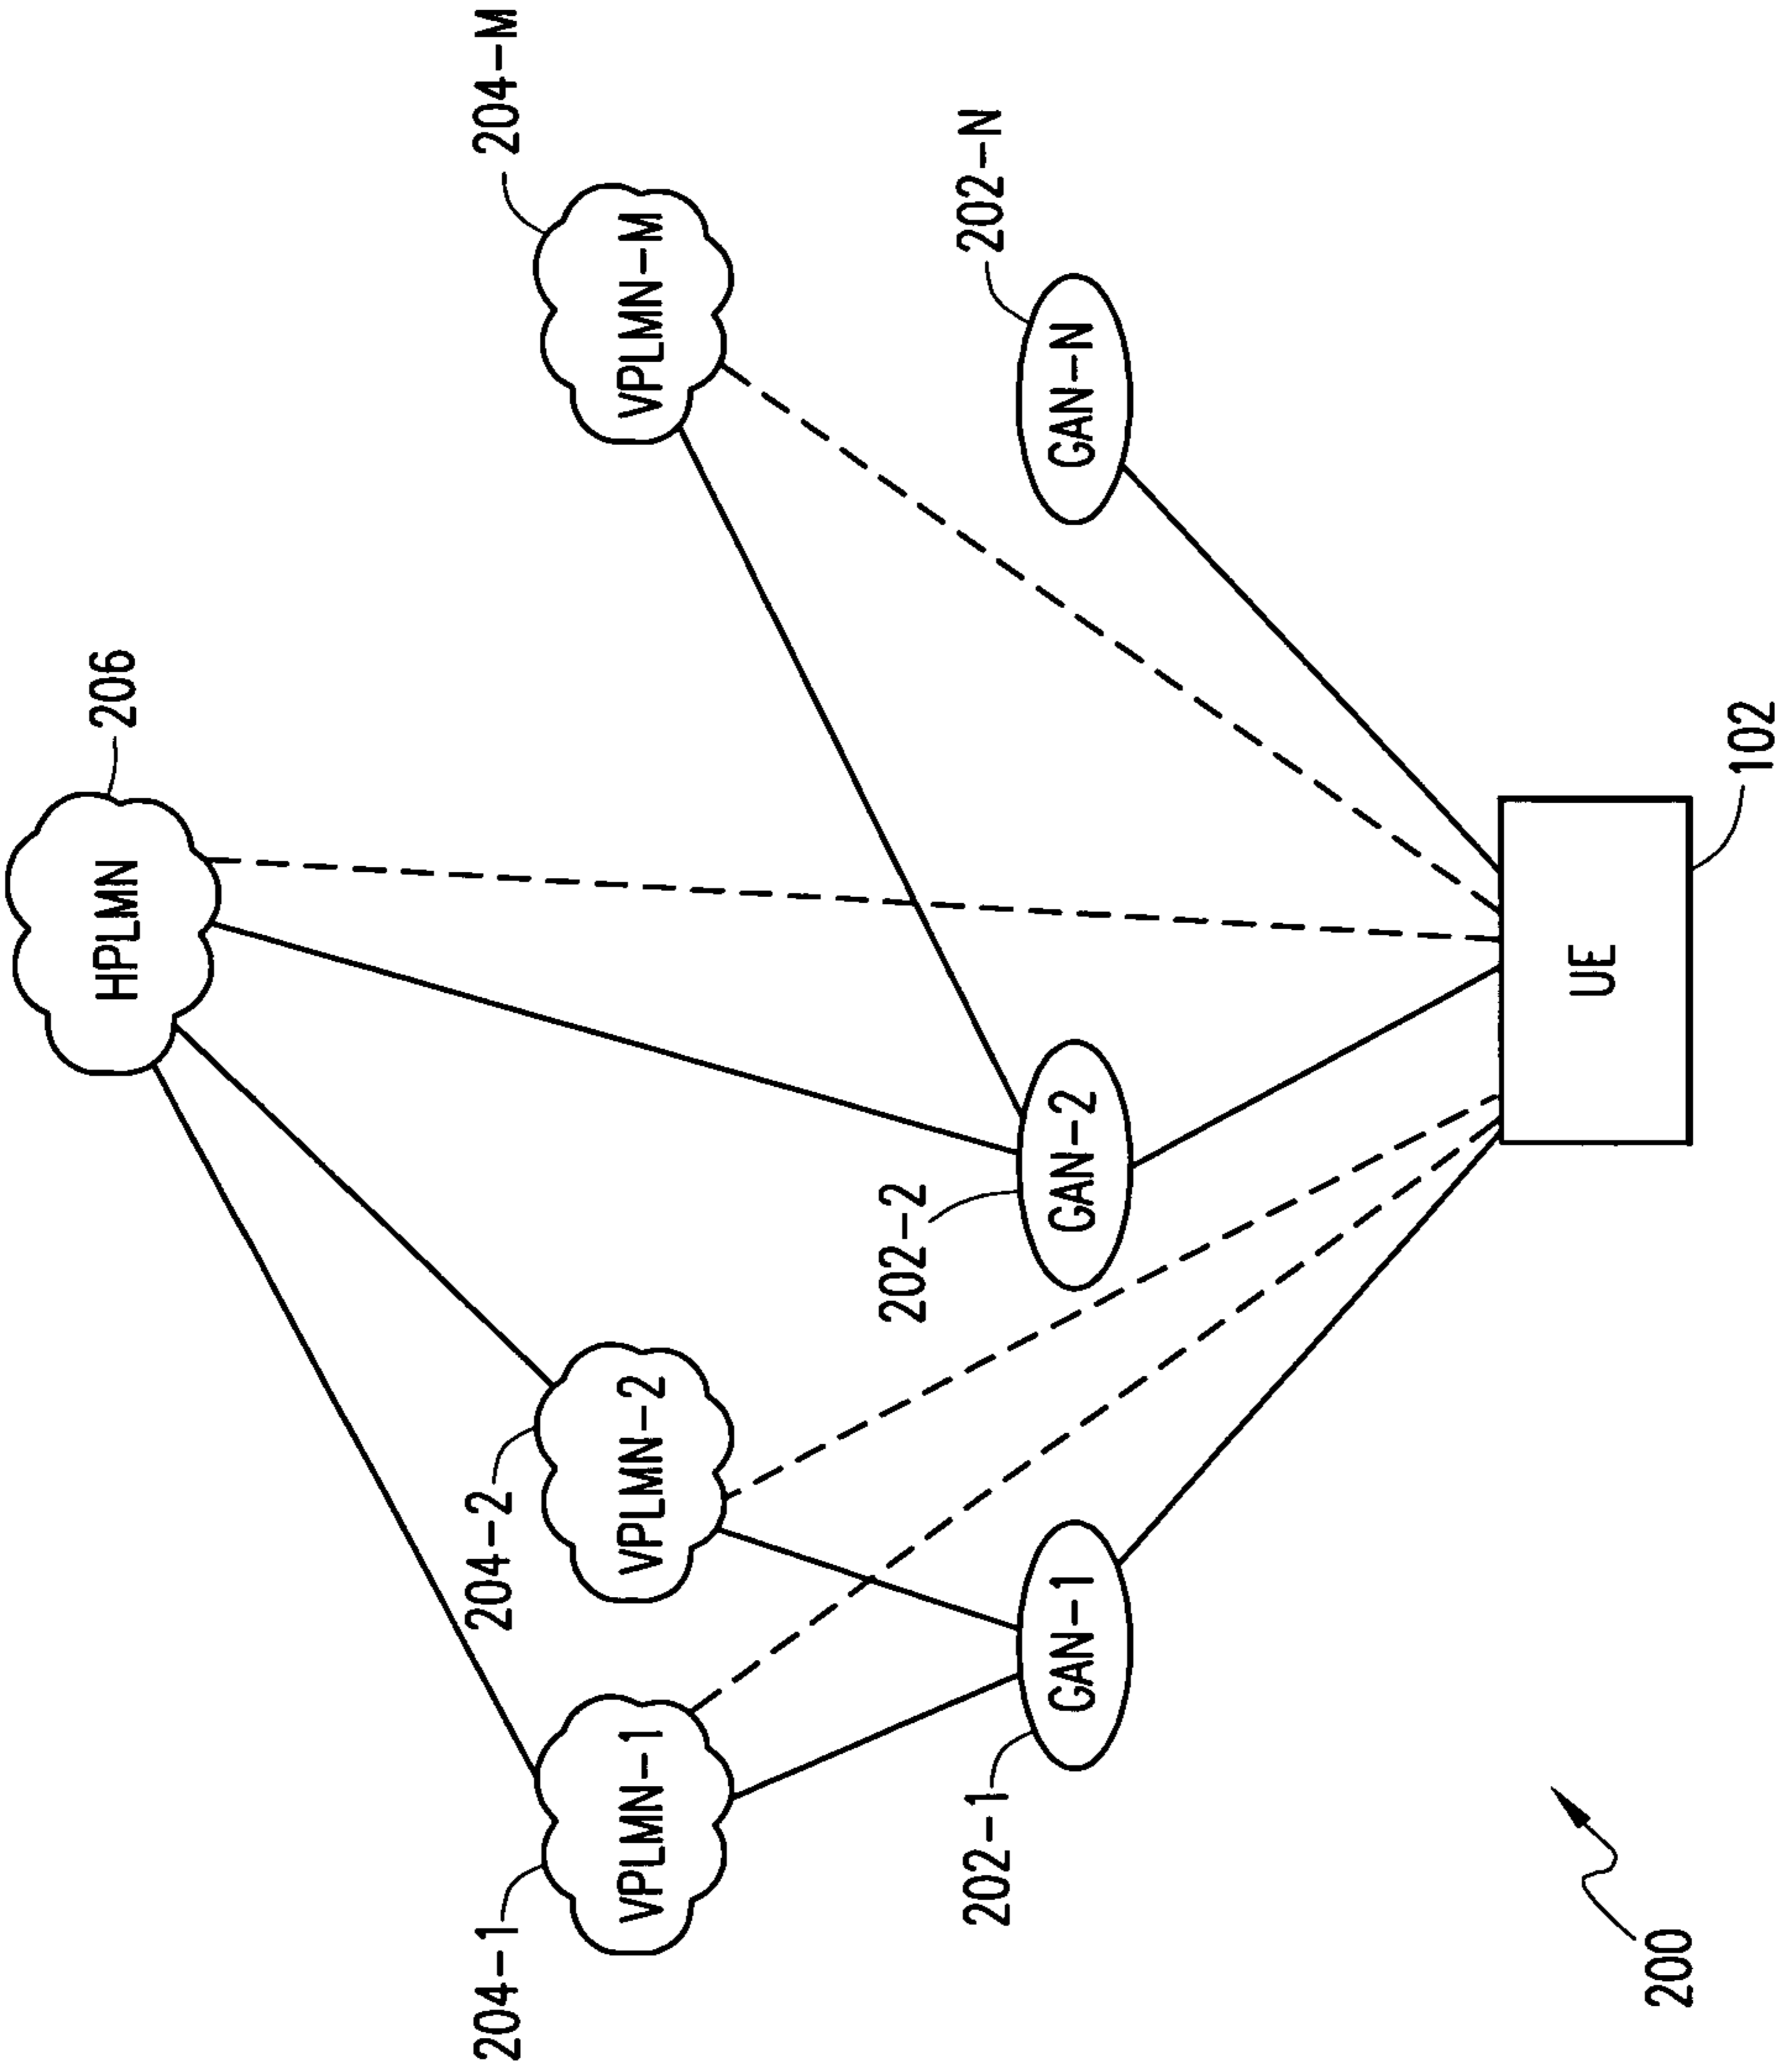 206
HPLMN
204-M
VPLMN-M
204-2
VPLMN-2
204-1
VPLMN-1
202-N
GAN-N
202-2
GAN-2
202-1
GAN-1
UE
102
200